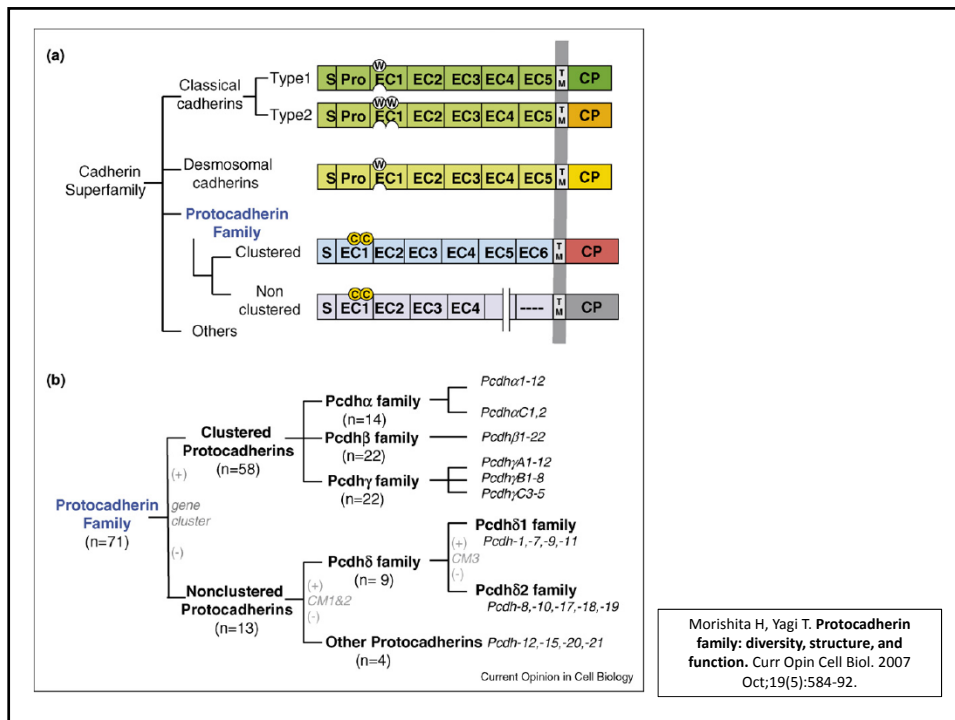 (a)
Classical cadherins
Type1
S Pro W EC1 EC2 EC3 EC4 EC5 TM CP
Type2
S Pro W W EC1 EC2 EC3 EC4 EC5 TM CP
Cadherin
Superfamily
Desmosomal
cadherins
S Pro W EC1 EC2 EC3 EC4 EC5 TM CP
Protocadherin
Family
Clustered
S C C EC1 EC2 EC3 EC4 EC5 EC6 TM CP
Non
clustered
S C C EC1 EC2 EC3 EC4 ---- TM CP
Others
(b)
Protocadherin
Family
(n=71)
(+)
gene
cluster
(-)
Clustered
Protocadherins
(n=58)
Pcdhα family
(n=14)
Pcdhα1-12
PcdhαC1,2
Pcdhβ family
(n=22)
Pcdhβ1-22
Pcdhγ family
(n=22)
PcdhγA1-12
PcdhγB1-8
PcdhγC3-5
Nonclustered
Protocadherins
(n=13)
(+)
CM1&2
(-)
Pcdhδ family
(n= 9)
(+)
CM3
(-)
Pcdhδ1 family
Pcdh-1,-7,-9,-11
Pcdhδ2 family
Pcdh-8,-10,-17,-18,-19
Other Protocadherins Pcdh-12,-15,-20,-21
(n=4)
Current Opinion in Cell Biology
Morishita H, Yagi T. Protocadherin
family: diversity, structure, and
function. Curr Opin Cell Biol. 2007
Oct;19(5):584-92.